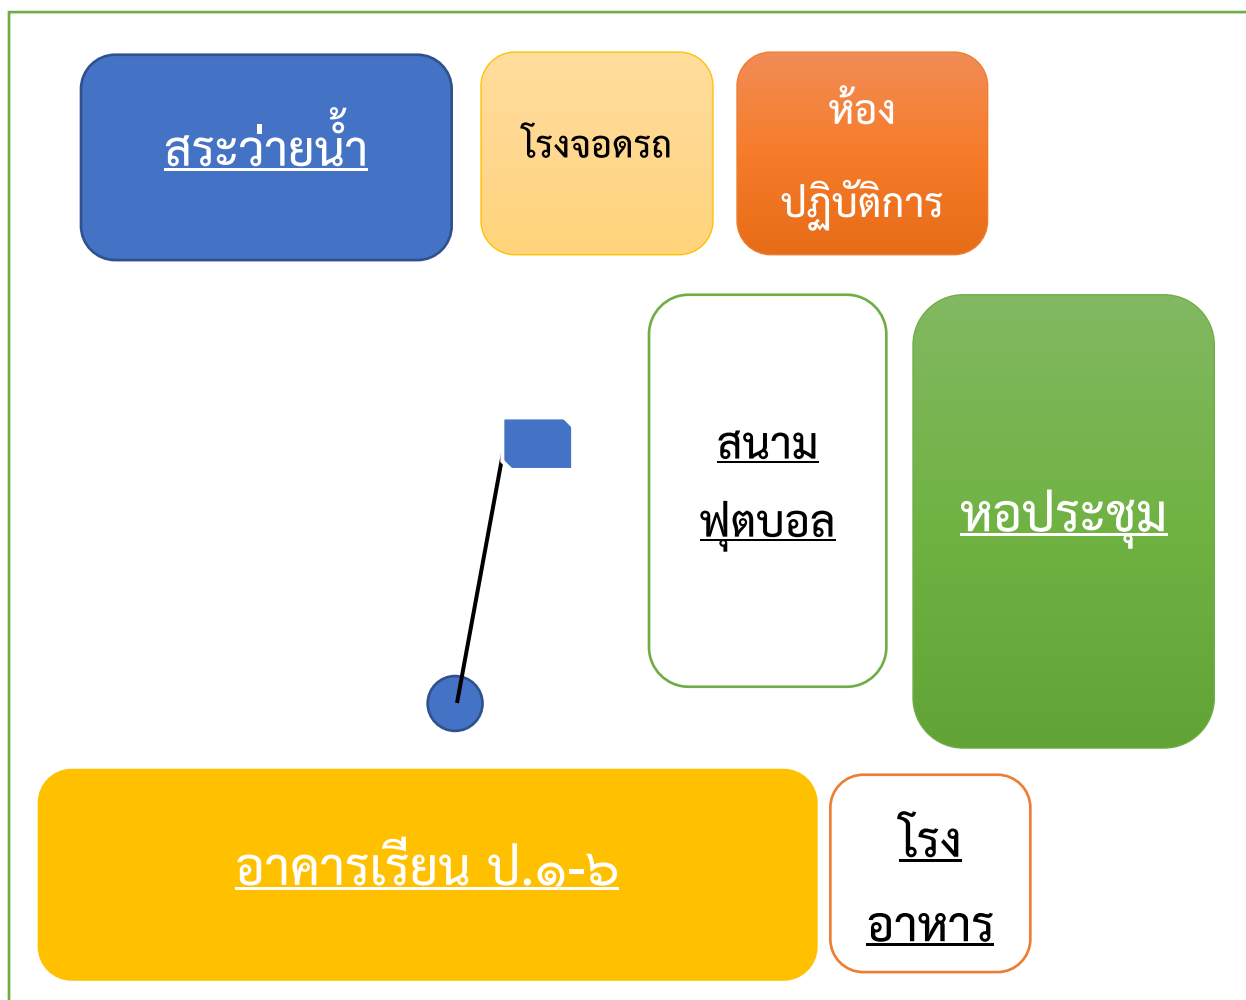 สระว่ายน้ำ
โรงจอดรถ
ห้อง
ปฏิบัติการ
สนาม
ฟุตบอล
หอประชุม
อาคารเรียน ป.๑-๖
โรง
อาหาร